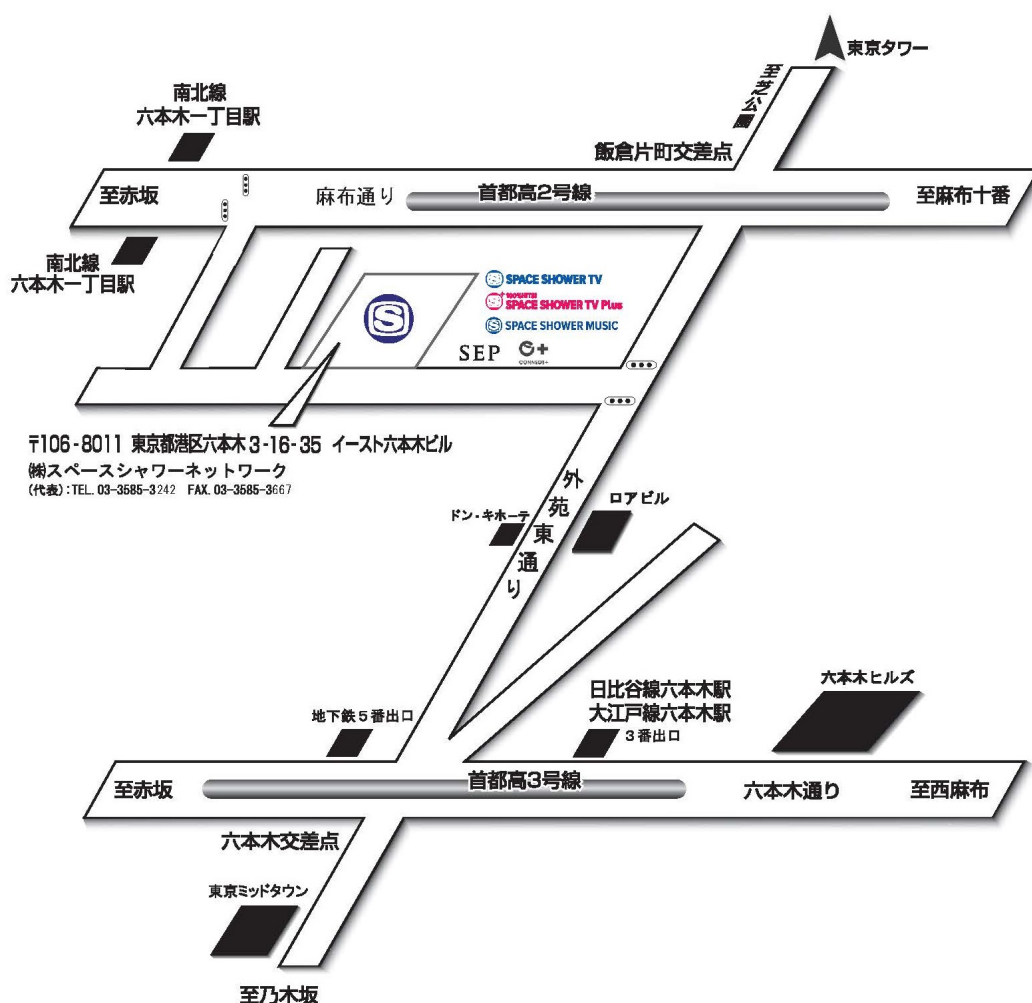 東京タワー
至芝公園
南北線
六本木一丁目駅
飯倉片町交差点
至赤坂
麻布通り
首都高2号線
至麻布十番
南北線
六本木一丁目駅
S
SPACE SHOWER TV
SPACE SHOWER TV Plus
SPACE SHOWER MUSIC
SEP
CONNECT+
〒106-8011 東京都港区六本木3-16-35 イースト六本木ビル
㈱スペースシャワーネットワーク
(代表):TEL. 03-3585-3242 FAX. 03-3585-3667
外苑東通り
ドン・キホーテ
ロアビル
六本木ヒルズ
日比谷線六本木駅
大江戸線六本木駅
3番出口
地下鉄5番出口
至赤坂
首都高3号線
六本木通り
至西麻布
六本木交差点
東京ミッドタウン
至乃木坂